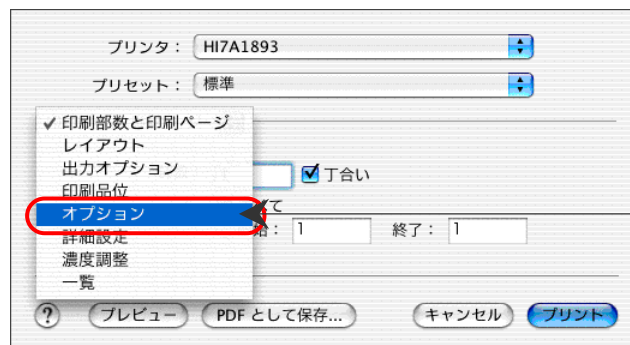 プリンタ： HI7A1893
プリセット： 標準
✓ 印刷部数と印刷ページ
レイアウト
出力オプション
丁合い
印刷品位
オプション
て
始： 1 終了： 1
詳細設定
濃度調整
一覧
? プレビュー PDF として保存... キャンセル プリント